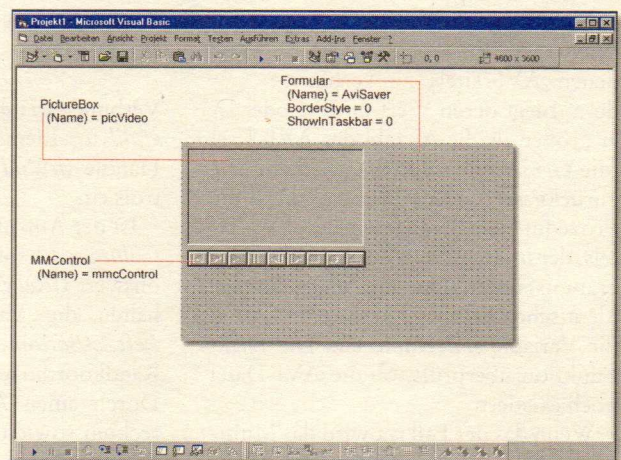 Projekt1 - Microsoft Visual Basic
Datei Bearbeiten Ansicht Projekt Format Testen Ausführen Extras Add-Ins Fenster ?
0, 0
4800 x 3600
Formular
(Name) = AviSaver
BorderStyle = 0
ShowInTaskbar = 0
PictureBox
(Name) = picVideo
MMControl
(Name) = mmcControl